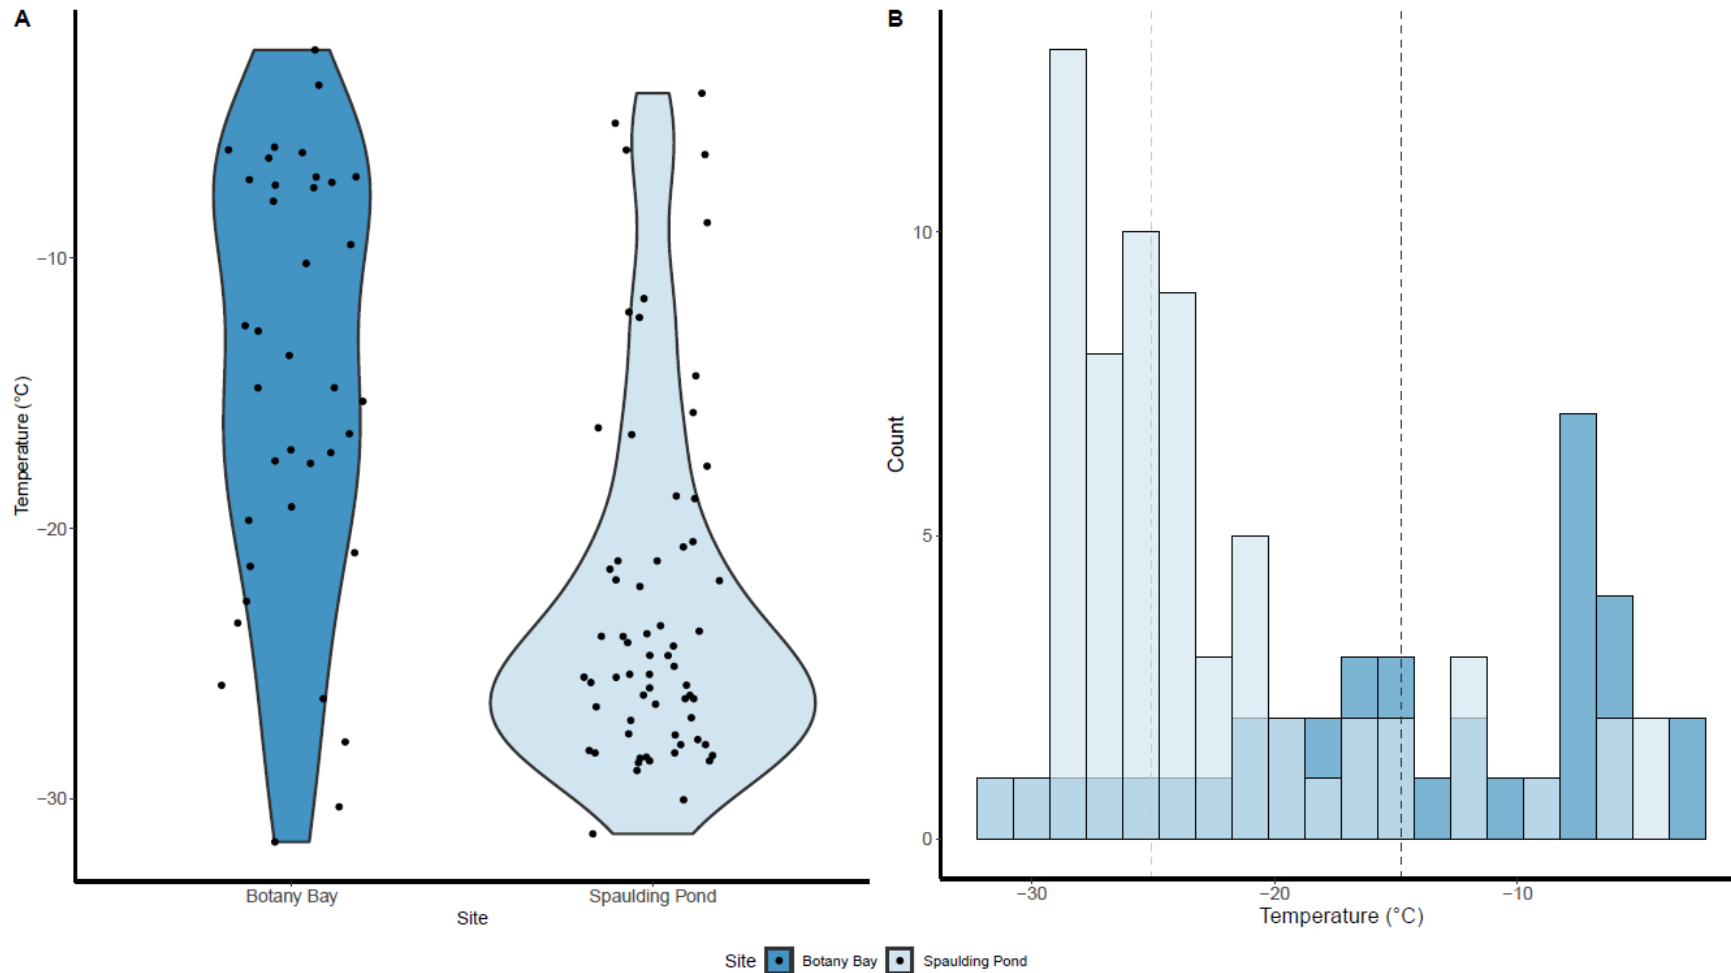 A
Temperature (°C)
−10
−20
−30
Botany Bay
Spaulding Pond
Site
B
Count
10
5
0
−30
−20
−10
Temperature (°C)
Site
Botany Bay
Spaulding Pond